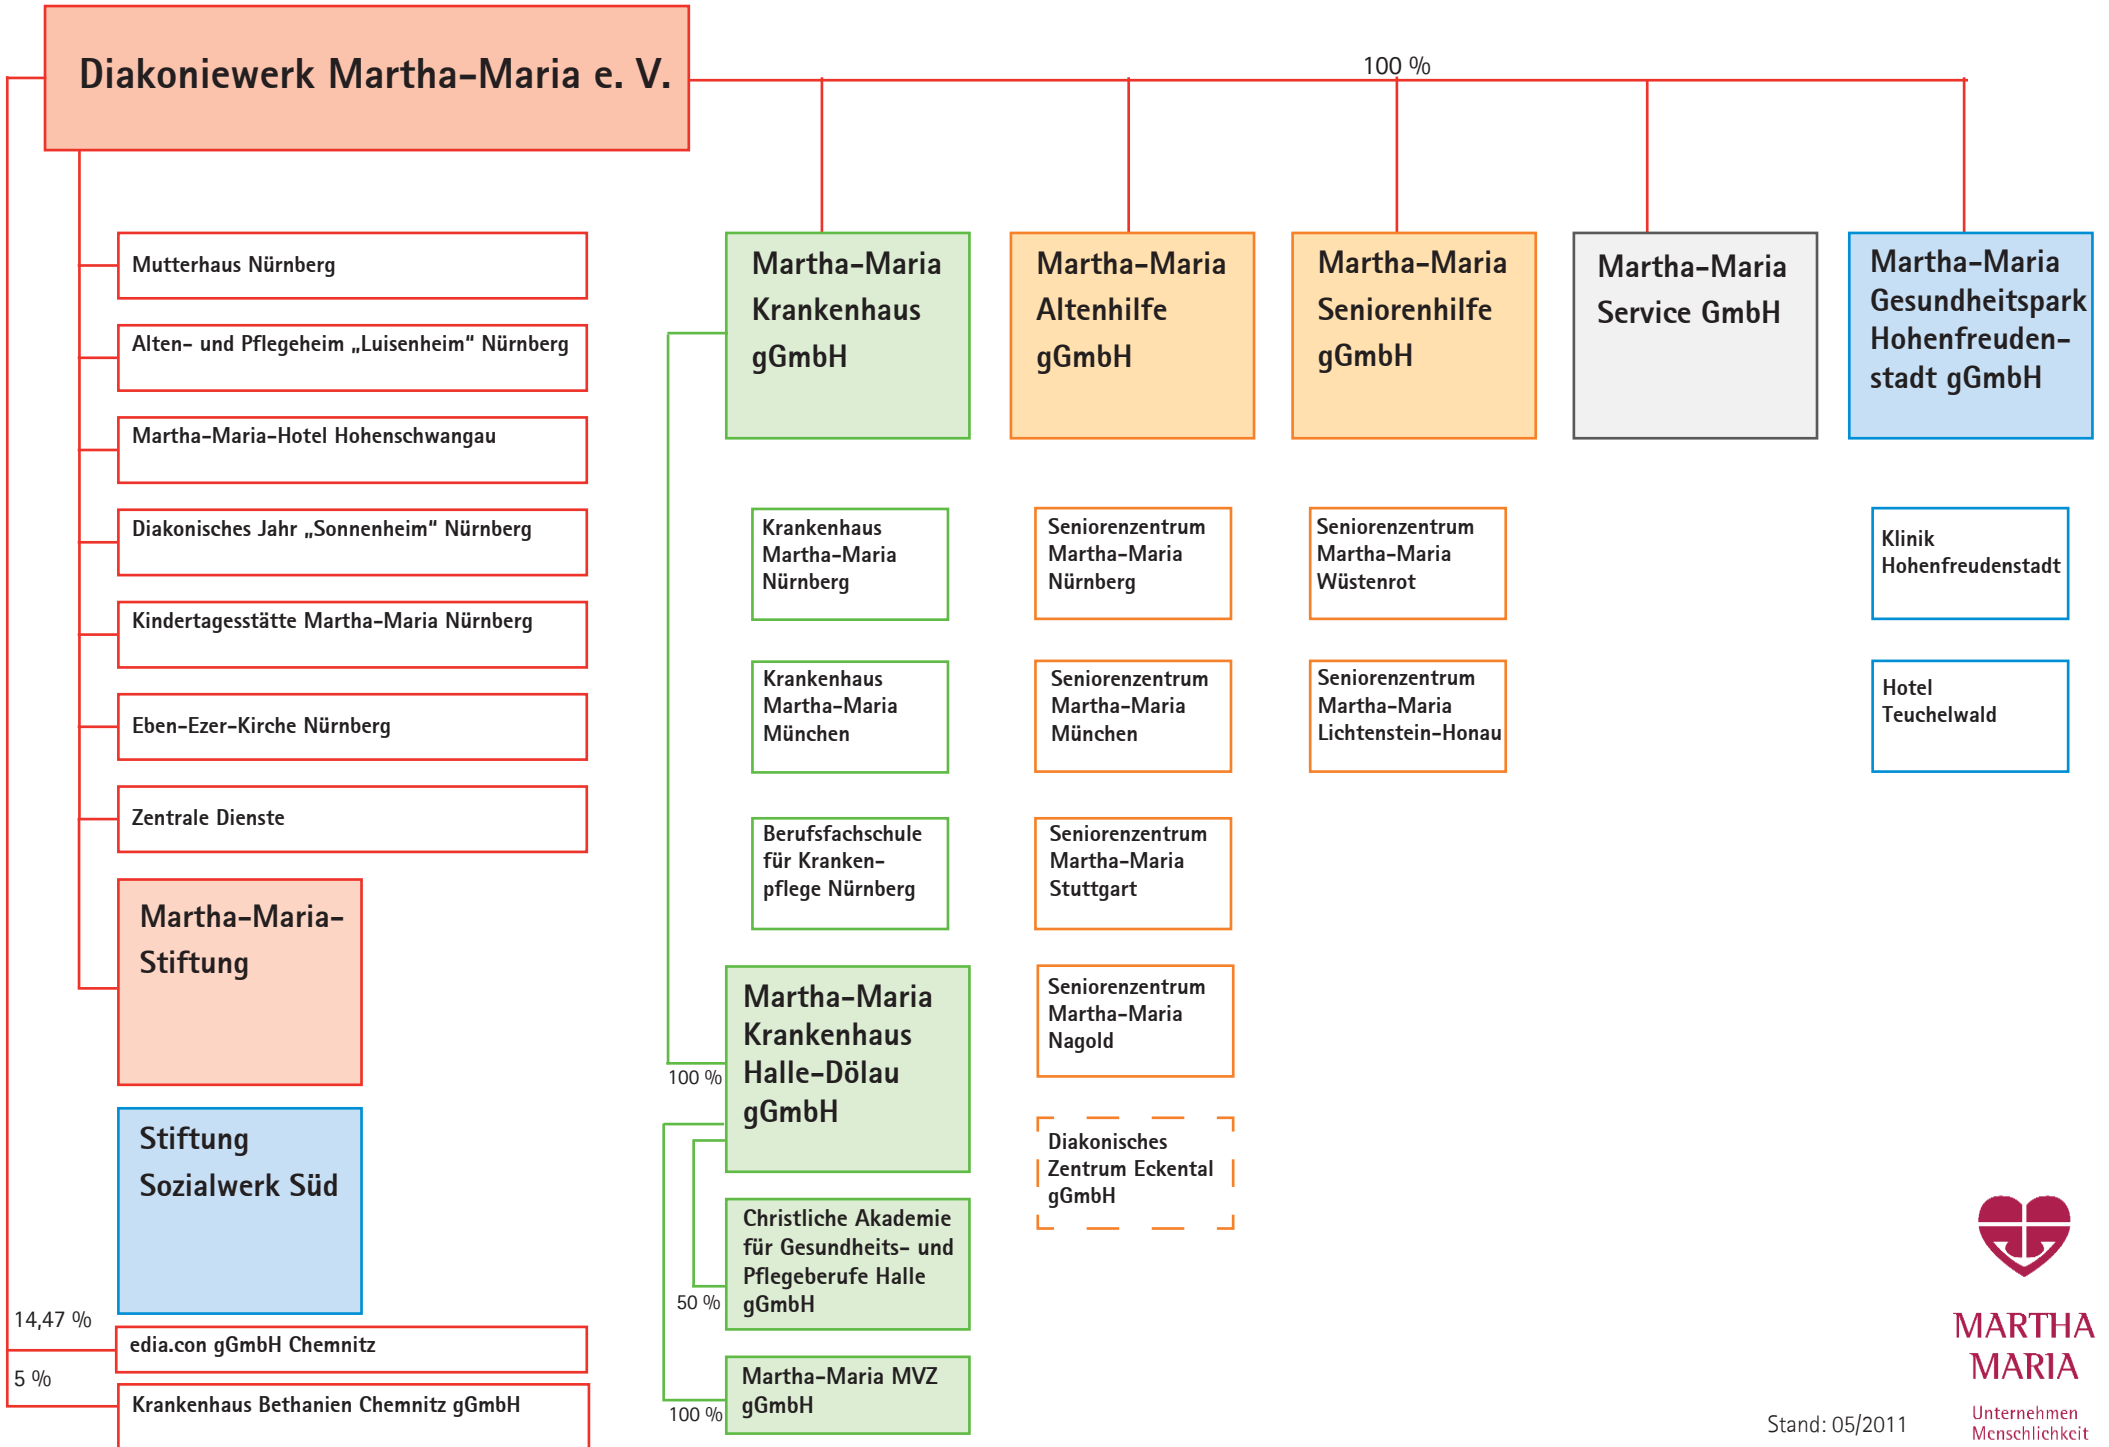 Diakoniewerk Martha-Maria e. V.
100 %
Mutterhaus Nürnberg
Alten- und Pflegeheim „Luisenheim“ Nürnberg
Martha-Maria-Hotel Hohenschwangau
Diakonisches Jahr „Sonnenheim“ Nürnberg
Kindertagesstätte Martha-Maria Nürnberg
Eben-Ezer-Kirche Nürnberg
Zentrale Dienste
Martha-Maria-
Stiftung
Stiftung
Sozialwerk Süd
14,47 %
edia.con gGmbH Chemnitz
5 %
Krankenhaus Bethanien Chemnitz gGmbH
Martha-Maria
Krankenhaus
gGmbH
Krankenhaus
Martha-Maria
Nürnberg
Krankenhaus
Martha-Maria
München
Berufsfachschule
für Kranken-
pflege Nürnberg
Martha-Maria
Krankenhaus
Halle-Dölau
gGmbH
100 %
Christliche Akademie
für Gesundheits- und
Pflegeberufe Halle
gGmbH
50 %
Martha-Maria MVZ
gGmbH
100 %
Martha-Maria
Altenhilfe
gGmbH
Seniorenzentrum
Martha-Maria
Nürnberg
Seniorenzentrum
Martha-Maria
München
Seniorenzentrum
Martha-Maria
Stuttgart
Seniorenzentrum
Martha-Maria
Nagold
Diakonisches
Zentrum Eckental
gGmbH
Martha-Maria
Seniorenhilfe
gGmbH
Seniorenzentrum
Martha-Maria
Wüstenrot
Seniorenzentrum
Martha-Maria
Lichtenstein-Honau
Martha-Maria
Service GmbH
Martha-Maria
Gesundheitspark
Hohenfreuden-
stadt gGmbH
Klinik
Hohenfreudenstadt
Hotel
Teuchelwald
Stand: 05/2011
MARTHA
MARIA
Unternehmen
Menschlichkeit